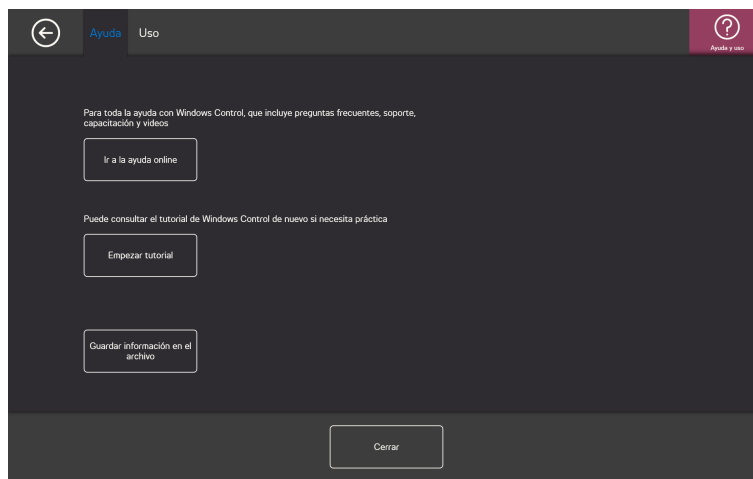 Ayuda Uso
Ayuda y uso
Para toda la ayuda con Windows Control, que incluye preguntas frecuentes, soporte,
capacitación y videos
Ir a la ayuda online
Puede consultar el tutorial de Windows Control de nuevo si necesita práctica
Empezar tutorial
Guardar información en el
archivo
Cerrar